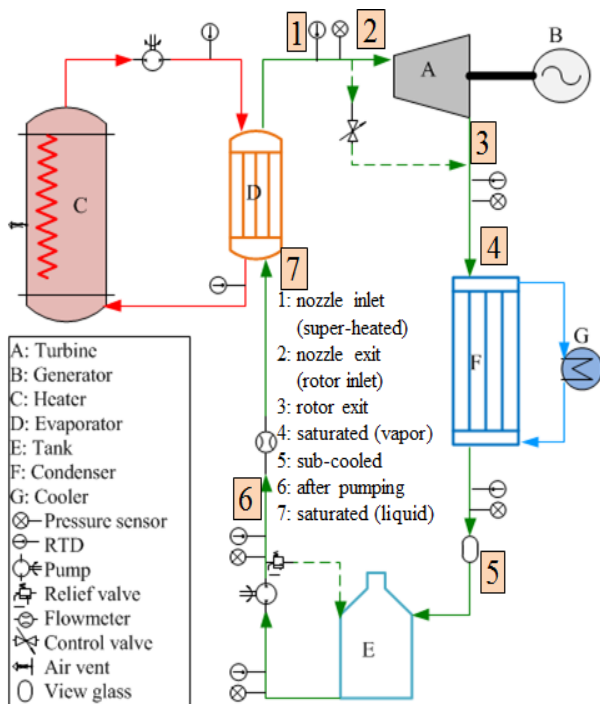 1
2
A
B
3
C
D
4
7
1: nozzle inlet
(super-heated)
2: nozzle exit
(rotor inlet)
3: rotor exit
4: saturated (vapor)
5: sub-cooled
6: after pumping
7: saturated (liquid)
F
G
6
5
E
A: Turbine
B: Generator
C: Heater
D: Evaporator
E: Tank
F: Condenser
G: Cooler
Pressure sensor
RTD
Pump
Relief valve
Flowmeter
Control valve
Air vent
View glass